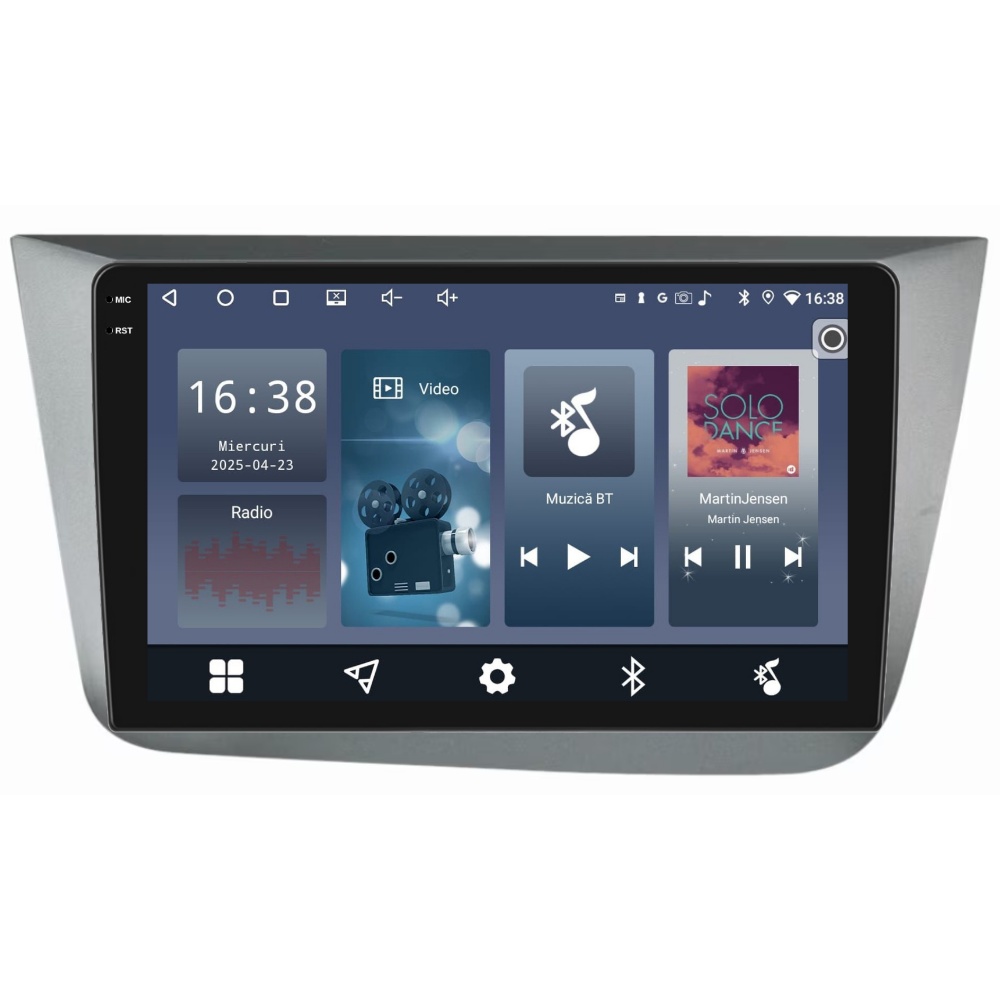 MIC
RST
G
16:38
16:38
Miercuri
2025-04-23
Radio
Video
Muzică BT
SOLO
DANCE
MARTIN JENSEN
MartinJensen
Martin Jensen